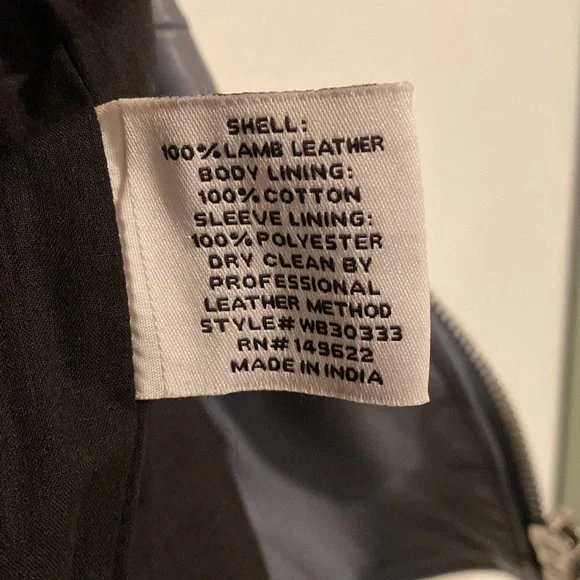 SHELL:
100% LAMB LEATHER
BODY LINING:
100% COTTON
SLEEVE LINING:
100% POLYESTER
DRY CLEAN BY
PROFESSIONAL
LEATHER METHOD
STYLE# WB30333
RN# 149622
MADE IN INDIA